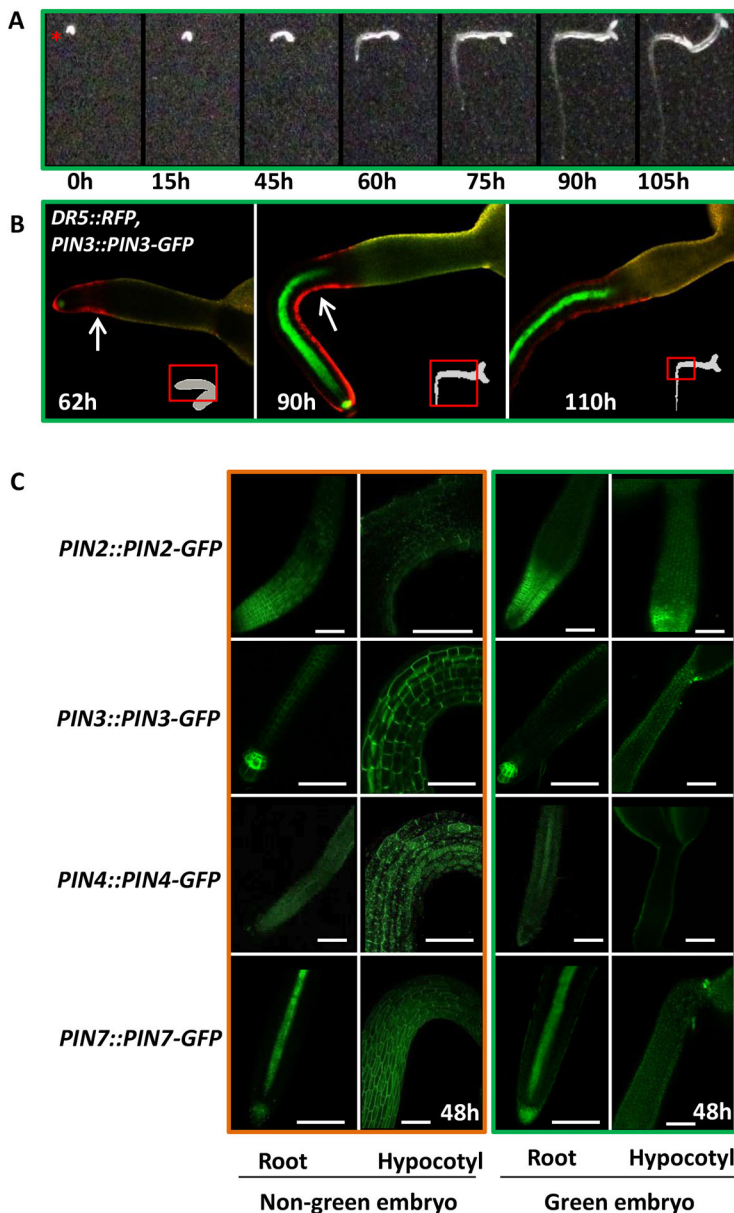 A
*
0h 15h 45h 60h 75h 90h 105h
B
DR5::RFP,
PIN3::PIN3-GFP
62h 90h 110h
C
PIN2::PIN2-GFP
PIN3::PIN3-GFP
PIN4::PIN4-GFP
PIN7::PIN7-GFP
48h 48h
Root Hypocotyl Root Hypocotyl
Non-green embryo Green embryo